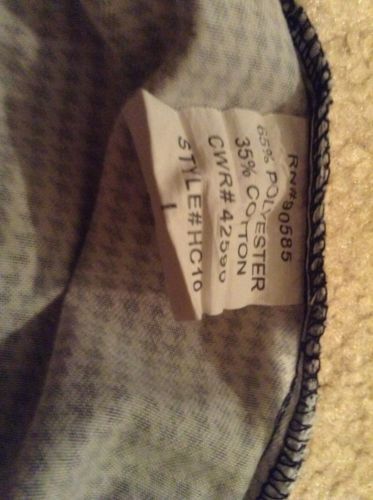 RN#90585
65% POLYESTER
35% COTTON
CWR#
STYLE#HC10
L